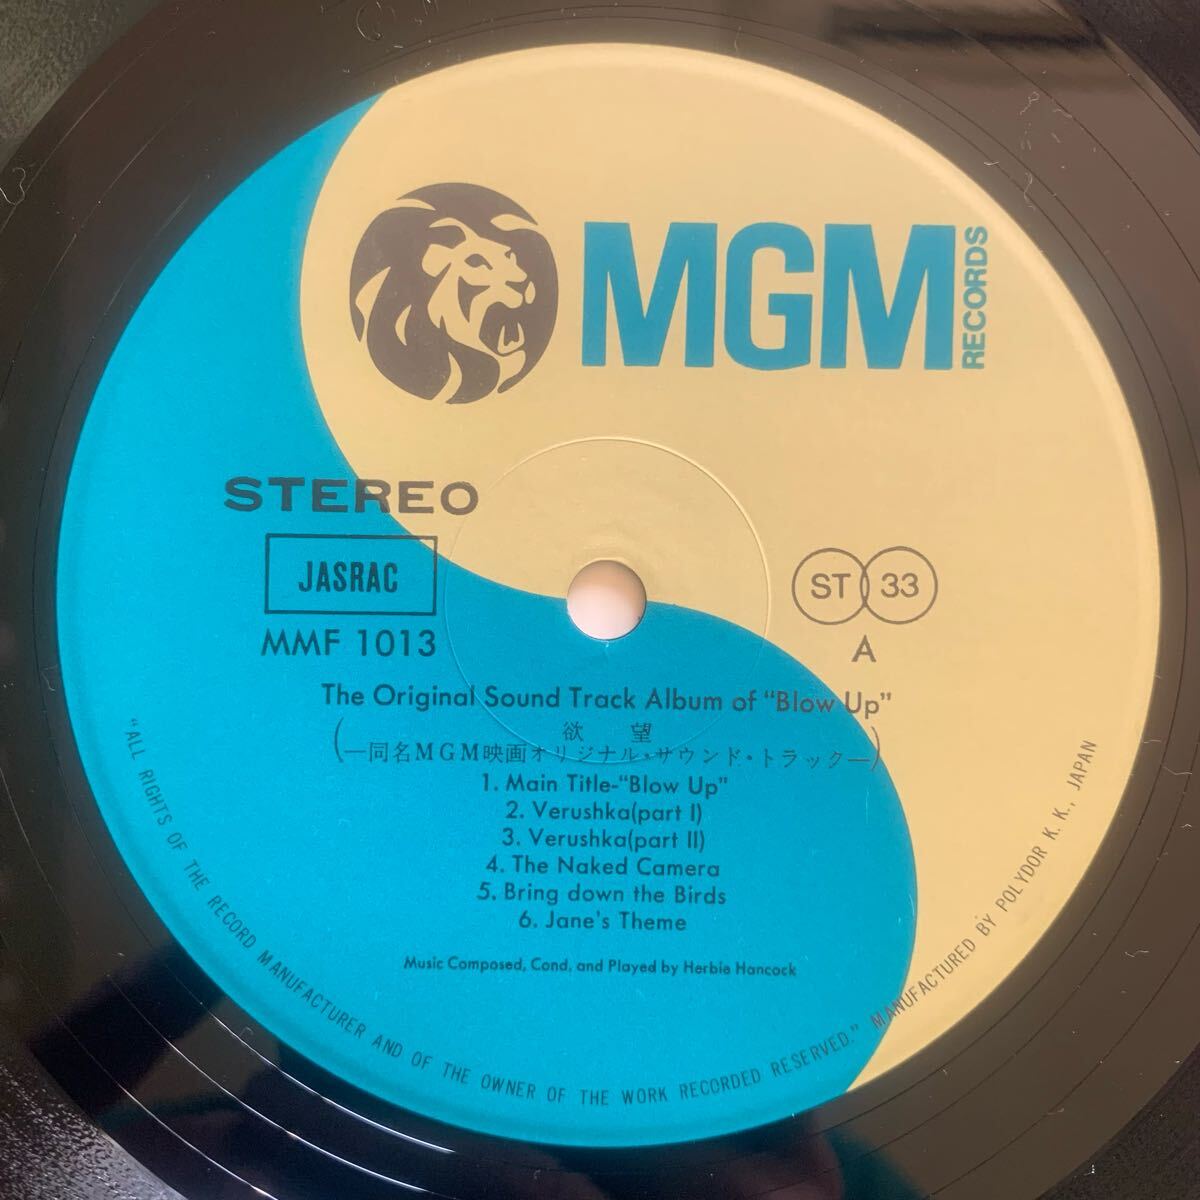 MGM
RECORDS
STEREO
JASRAC
MMF 1013
ST 33
A
The Original Sound Track Album of “Blow Up”
欲　望
(—同名MGM映画オリジナル・サウンド・トラック—)
1. Main Title-“Blow Up”
2. Verushka(part I)
3. Verushka(part II)
4. The Naked Camera
5. Bring down the Birds
6. Jane's Theme
Music Composed, Cond, and Played by Herbie Hancock
“ALL RIGHTS OF THE RECORD MANUFACTURER AND OF THE OWNER OF THE WORK RECORDED RESERVED.” MANUFACTURED BY POLYDOR K. K., JAPAN